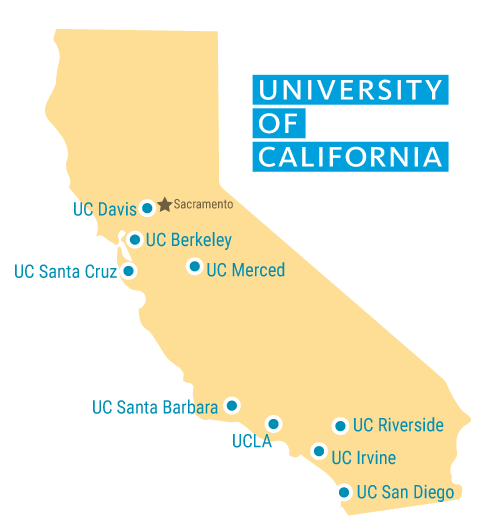 UNIVERSITY
OF
CALIFORNIA
UC Davis
Sacramento
UC Berkeley
UC Santa Cruz
UC Merced
UC Santa Barbara
UCLA
UC Riverside
UC Irvine
UC San Diego